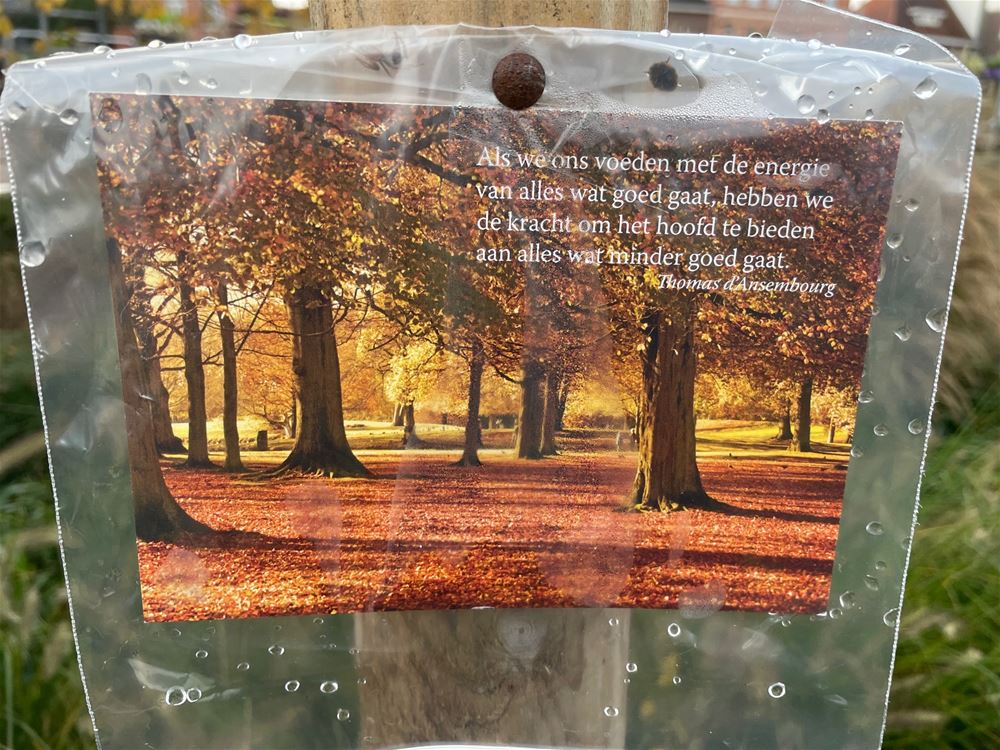 Als we ons voeden met de energie
van alles wat goed gaat, hebben we
de kracht om het hoofd te bieden
aan alles wat minder goed gaat.
Thomas d'Ansembourg